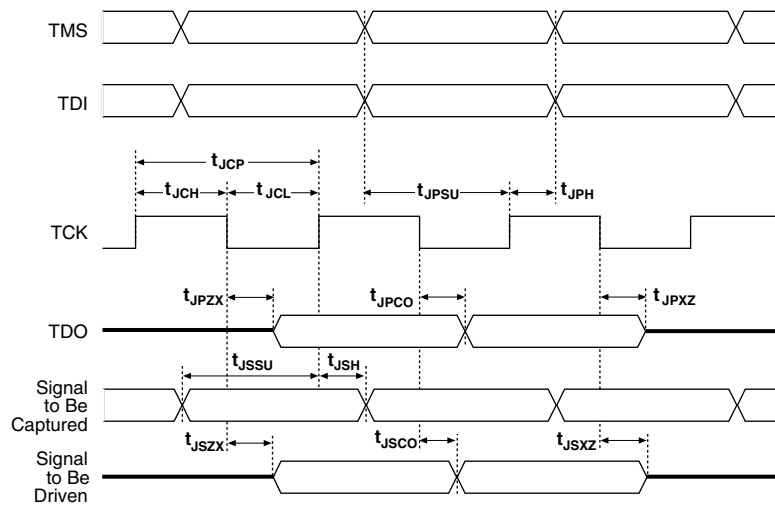 TMS
TDI
tJCP
tJCH tJCL tJPSU tJPH
TCK
tJPZX tJPCO tJPXZ
TDO
tJSSU tJSH
Signal
to Be
Captured
tJSZX tJSCO tJSXZ
Signal
to Be
Driven